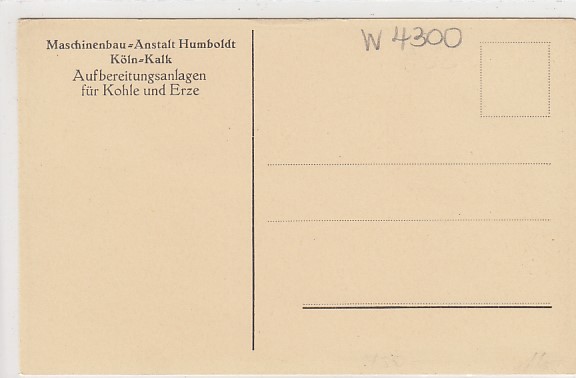 Maschinenbau-Anstalt Humboldt
Köln-Kalk
Aufbereitungsanlagen
für Kohle und Erze
W 4300